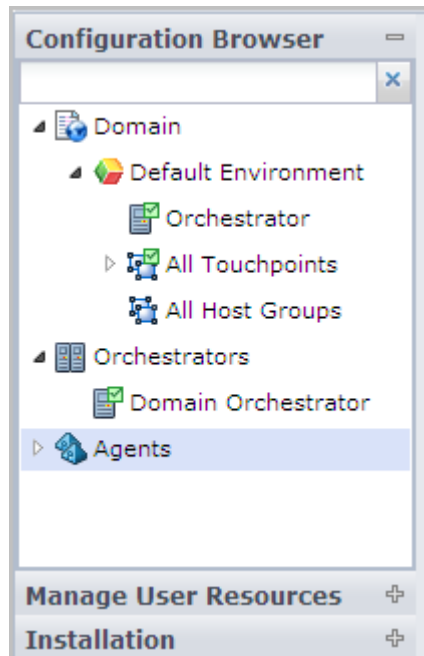 Configuration Browser
Domain
Default Environment
Orchestrator
All Touchpoints
All Host Groups
Orchestrators
Domain Orchestrator
Agents
Manage User Resources
Installation